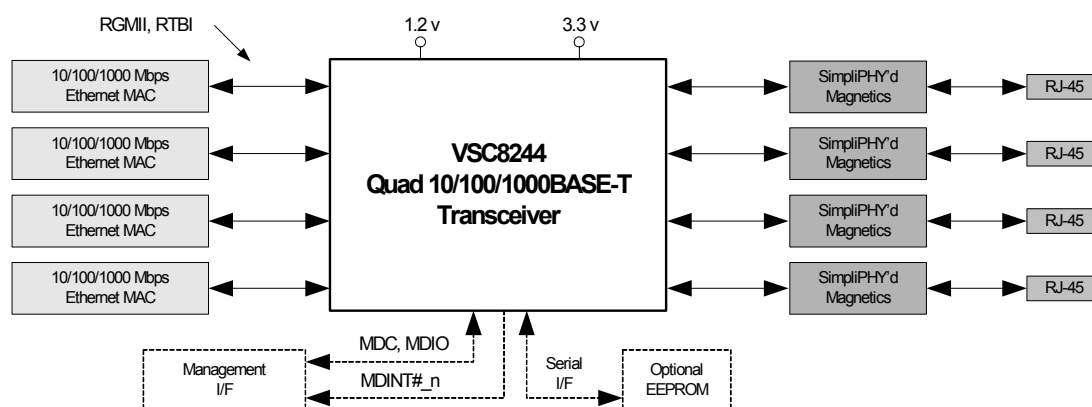 RGMII, RTBI
1.2 v
3.3 v
10/100/1000 Mbps
Ethernet MAC
10/100/1000 Mbps
Ethernet MAC
10/100/1000 Mbps
Ethernet MAC
10/100/1000 Mbps
Ethernet MAC
VSC8244
Quad 10/100/1000BASE-T
Transceiver
SimpliPHY'd
Magnetics
RJ-45
SimpliPHY'd
Magnetics
RJ-45
SimpliPHY'd
Magnetics
RJ-45
SimpliPHY'd
Magnetics
RJ-45
Management
I/F
MDC, MDIO
MDINT#_n
Serial
I/F
Optional
EEPROM